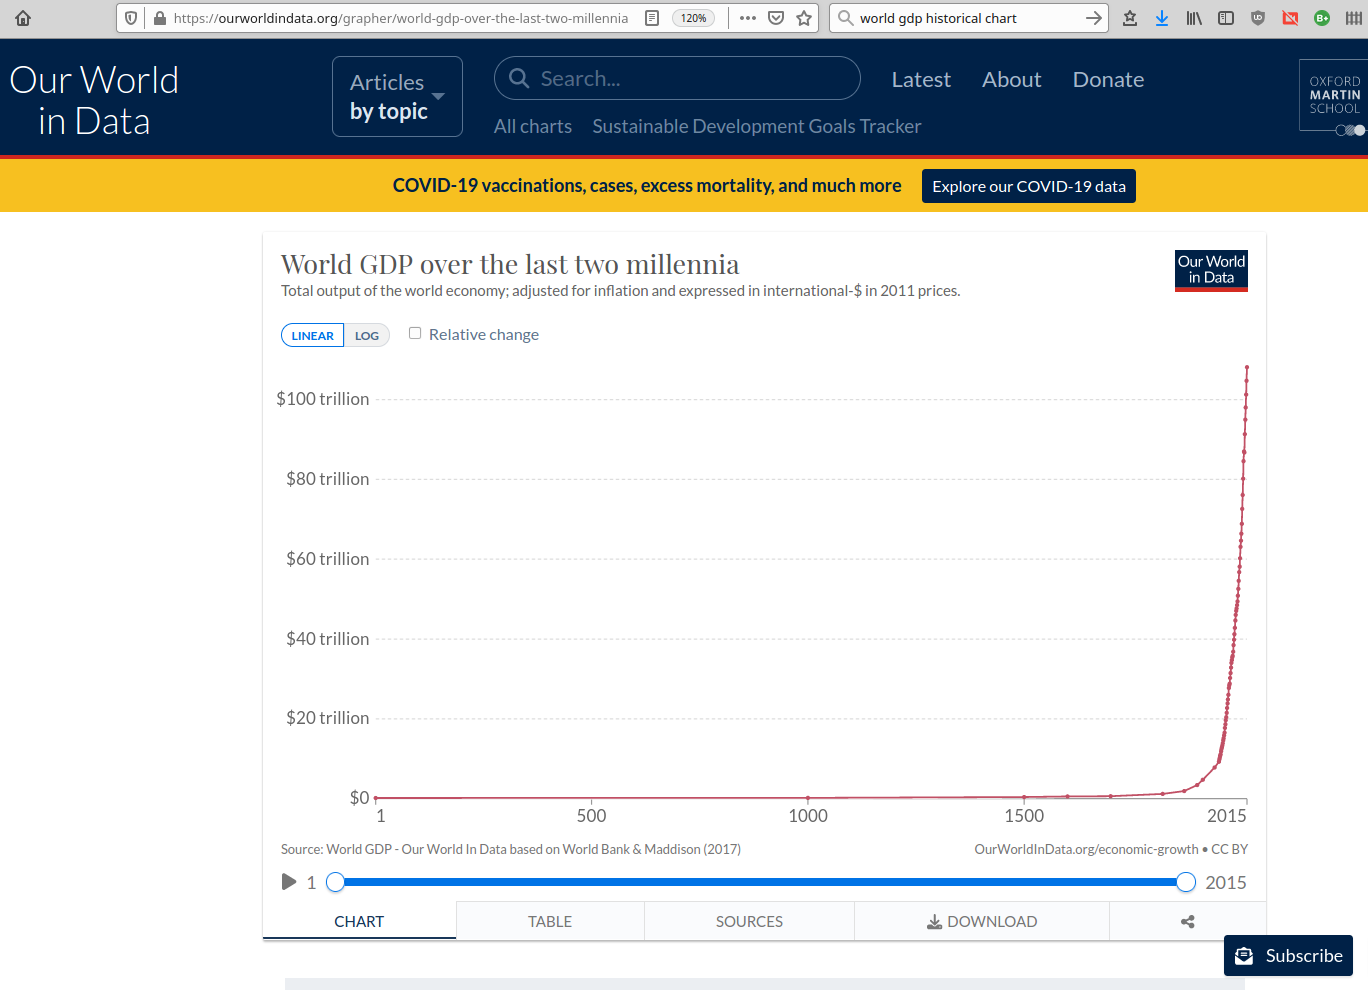 https://ourworldindata.org/grapher/world-gdp-over-the-last-two-millennia 120% world gdp historical chart
Our World
in Data
Articles
by topic
Search...
Latest About Donate
All charts Sustainable Development Goals Tracker
OXFORD
MARTIN
SCHOOL
COVID-19 vaccinations, cases, excess mortality, and much more Explore our COVID-19 data
World GDP over the last two millennia
Total output of the world economy; adjusted for inflation and expressed in international-$ in 2011 prices.
Our World
in Data
LINEAR LOG Relative change
$100 trillion
$80 trillion
$60 trillion
$40 trillion
$20 trillion
$0
1 500 1000 1500 2015
Source: World GDP - Our World In Data based on World Bank & Maddison (2017) OurWorldInData.org/economic-growth • CC BY
1 2015
CHART TABLE SOURCES DOWNLOAD
Subscribe